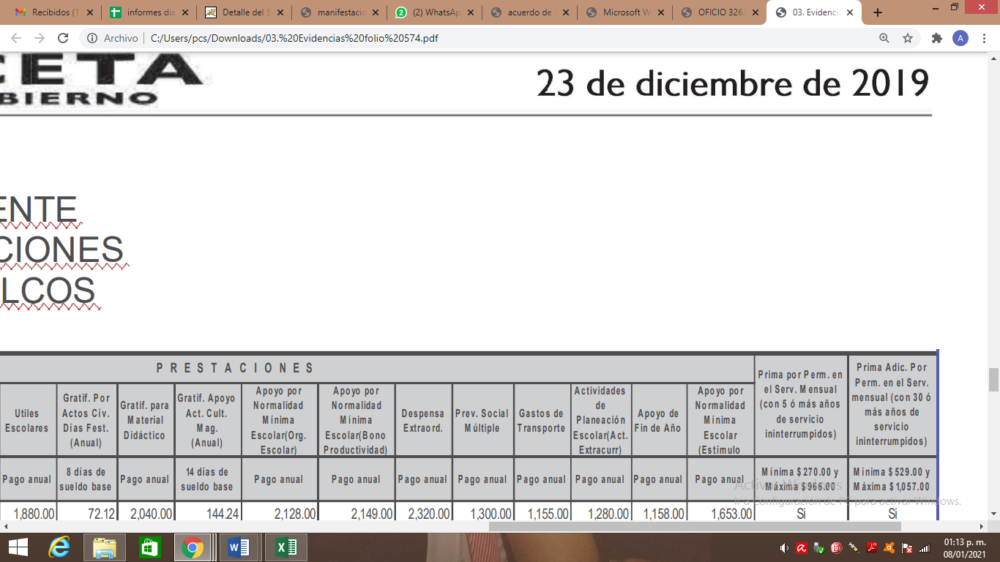 Recibidos (1
informes dia
Detalle del S
manifestacio
(2) WhatsAp
acuerdo de
Microsoft W
OFICIO 326
03. Evidenci
Archivo
C:/Users/pcs/Downloads/03.%20Evidencias%20folio%20574.pdf
A
CETA
BIERNO
23 de diciembre de 2019
ENTE
CIONES
LCOS
PRESTACIONES
Utiles
Escolares
Gratif. Por
Actos Cív.
Días Fest.
(Anual)
Gratif. para
Material
Didáctico
Gratif. Apoyo
Act. Cult.
Mag.
(Anual)
Apoyo por
Normalidad
Mínima
Escolar(Org.
Escolar)
Apoyo por
Normalidad
Mínima
Escolar(Bono
Productividad)
Despensa
Extraord.
Prev. Social
Múltiple
Gastos de
Transporte
Actividades
de
Planeación
Escolar(Act.
Extracurr)
Apoyo de
Fin de Año
Apoyo por
Normalidad
Mínima
Escolar
(Estímulo
Prima por Perm. en
el Serv. Mensual
(con 5 ó más años
de servicio
ininterrumpidos)
Prima Adic. Por
Perm. en el Serv.
mensual (con 30 ó
más años de
servicio
ininterrumpidos)
Pago anual
8 días de
sueldo base
Pago anual
14 días de
sueldo base
Pago anual
Pago anual
Pago anual
Pago anual
Pago anual
Pago anual
Pago anual
Pago anual
Mínima $270.00 y
Máxima $966.00
Mínima $529.00 y
Máxima $1,057.00
1,880.00
72.12
2,040.00
144.24
2,128.00
2,149.00
2,320.00
1,300.00
1,155.00
1,280.00
1,158.00
1,653.00
Si
Si
Activar Windows
Ir a Configuración de PC para activar Windows.
01:13 p. m.
08/01/2021